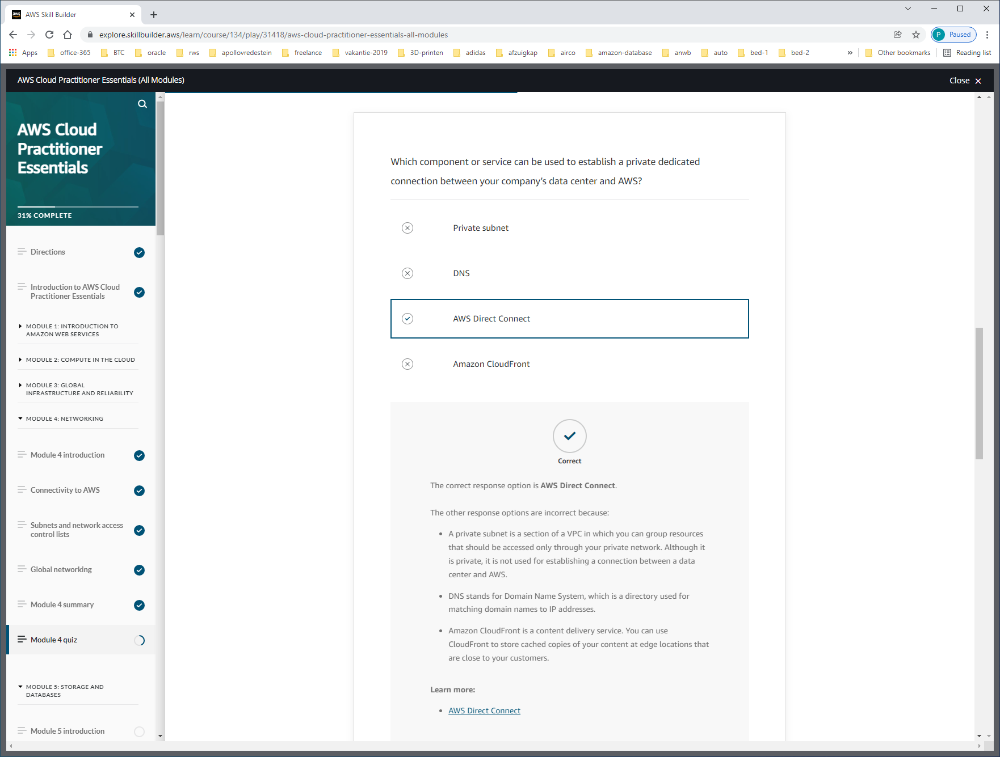 aws
AWS Skill Builder
explore.skillbuilder.aws/learn/course/134/play/31418/aws-cloud-practitioner-essentials-all-modules
P Paused
Apps office-365 BTC oracle rws apollovredestein freelance vakantie-2019 3D-printen adidas afzuigkap airco amazon-database anwb auto bed-1 bed-2 » Other bookmarks Reading list
AWS Cloud Practitioner Essentials (All Modules)
Close
AWS Cloud
Practitioner
Essentials
31% COMPLETE
Directions
Introduction to AWS Cloud
Practitioner Essentials
MODULE 1: INTRODUCTION TO
AMAZON WEB SERVICES
MODULE 2: COMPUTE IN THE CLOUD
MODULE 3: GLOBAL
INFRASTRUCTURE AND RELIABILITY
MODULE 4: NETWORKING
Module 4 introduction
Connectivity to AWS
Subnets and network access
control lists
Global networking
Module 4 summary
Module 4 quiz
MODULE 5: STORAGE AND
DATABASES
Module 5 introduction
Which component or service can be used to establish a private dedicated
connection between your company’s data center and AWS?
Private subnet
DNS
AWS Direct Connect
Amazon CloudFront
Correct
The correct response option is AWS Direct Connect.
The other response options are incorrect because:
• A private subnet is a section of a VPC in which you can group resources
that should be accessed only through your private network. Although it
is private, it is not used for establishing a connection between a data
center and AWS.
• DNS stands for Domain Name System, which is a directory used for
matching domain names to IP addresses.
• Amazon CloudFront is a content delivery service. You can use
CloudFront to store cached copies of your content at edge locations that
are close to your customers.
Learn more:
• AWS Direct Connect